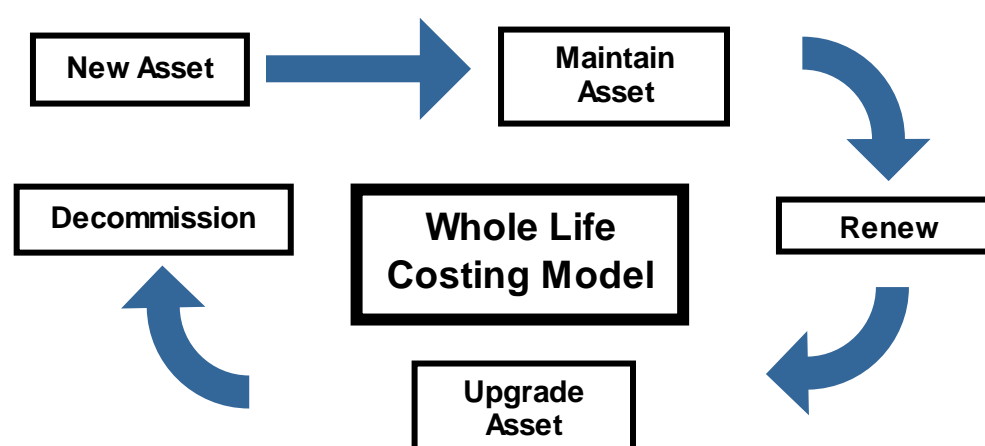 New Asset
Maintain
Asset
Decommission
Whole Life
Costing Model
Renew
Upgrade
Asset